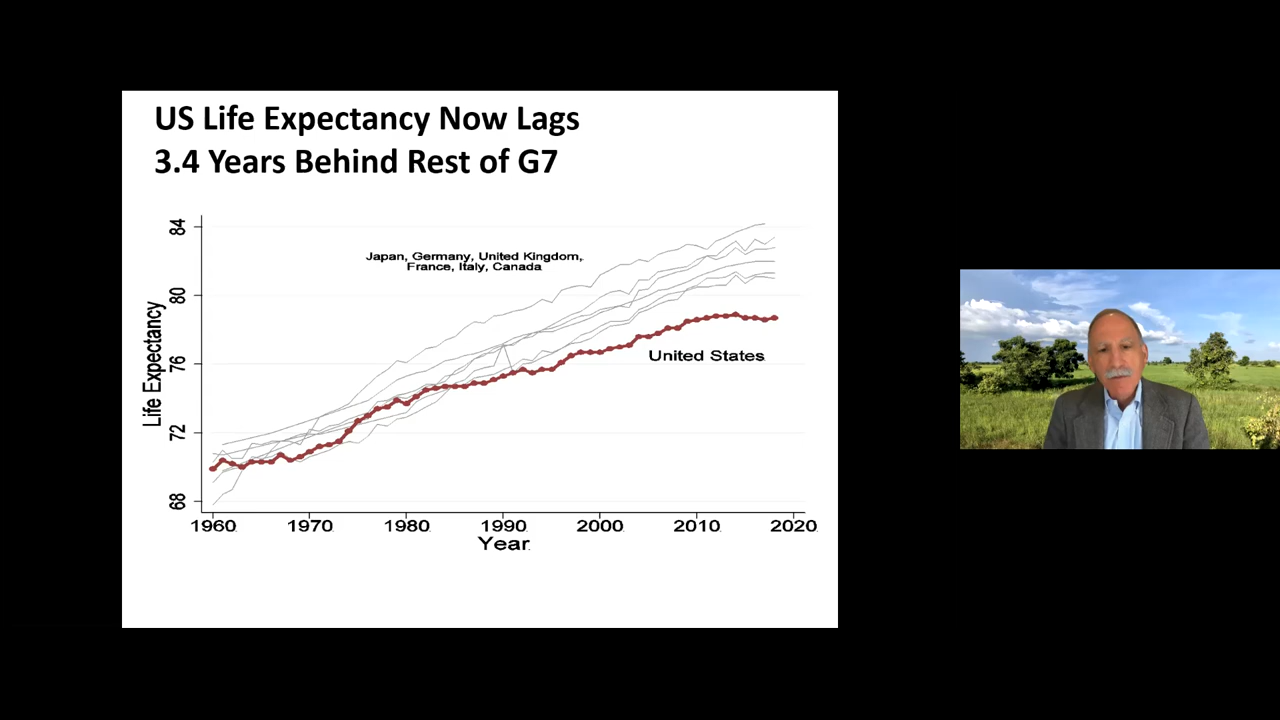 US Life Expectancy Now Lags
3.4 Years Behind Rest of G7
Life Expectancy
84
80
76
72
68
Japan, Germany, United Kingdom,
France, Italy, Canada
United States
1960 1970 1980 1990 2000 2010 2020
Year